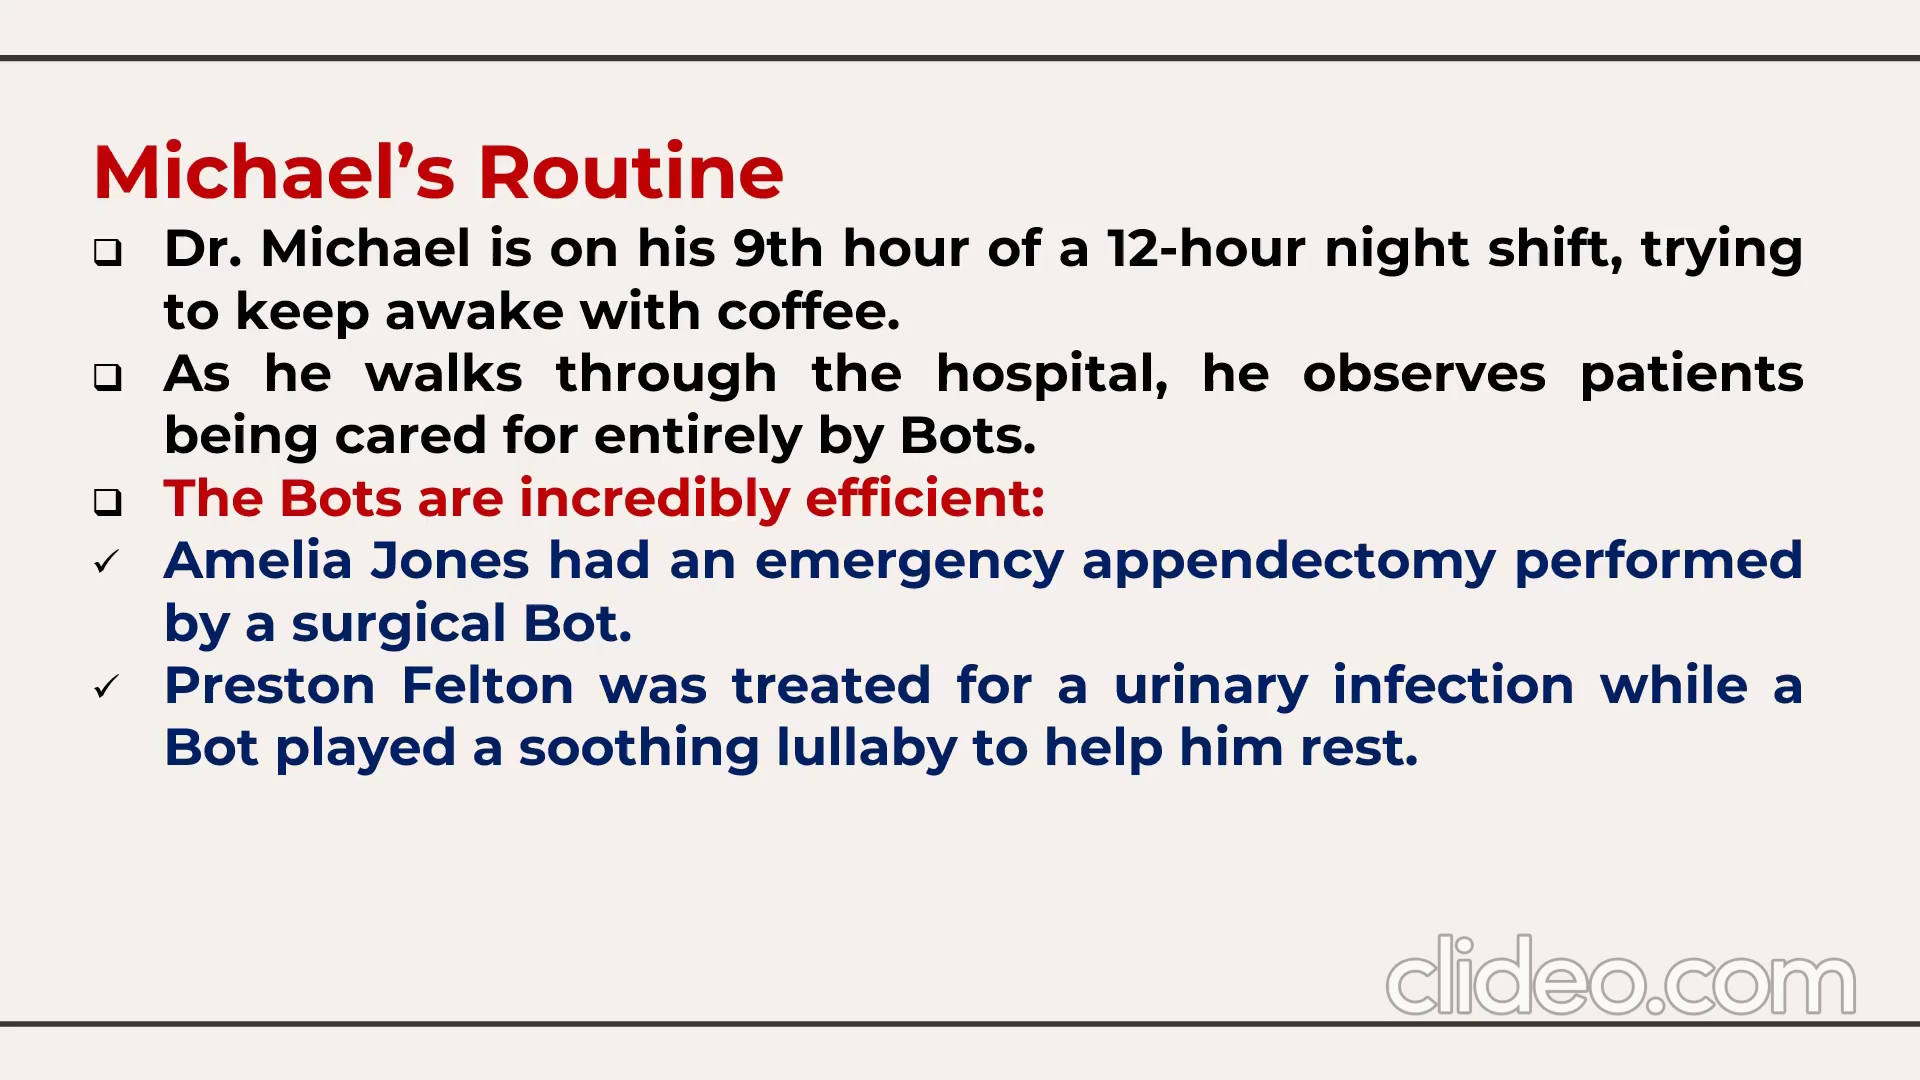 Michael’s Routine
❑ Dr. Michael is on his 9th hour of a 12-hour night shift, trying
to keep awake with coffee.
❑ As he walks through the hospital, he observes patients
being cared for entirely by Bots.
❑ The Bots are incredibly efficient:
✓ Amelia Jones had an emergency appendectomy performed
by a surgical Bot.
✓ Preston Felton was treated for a urinary infection while a
Bot played a soothing lullaby to help him rest.
clideo.com